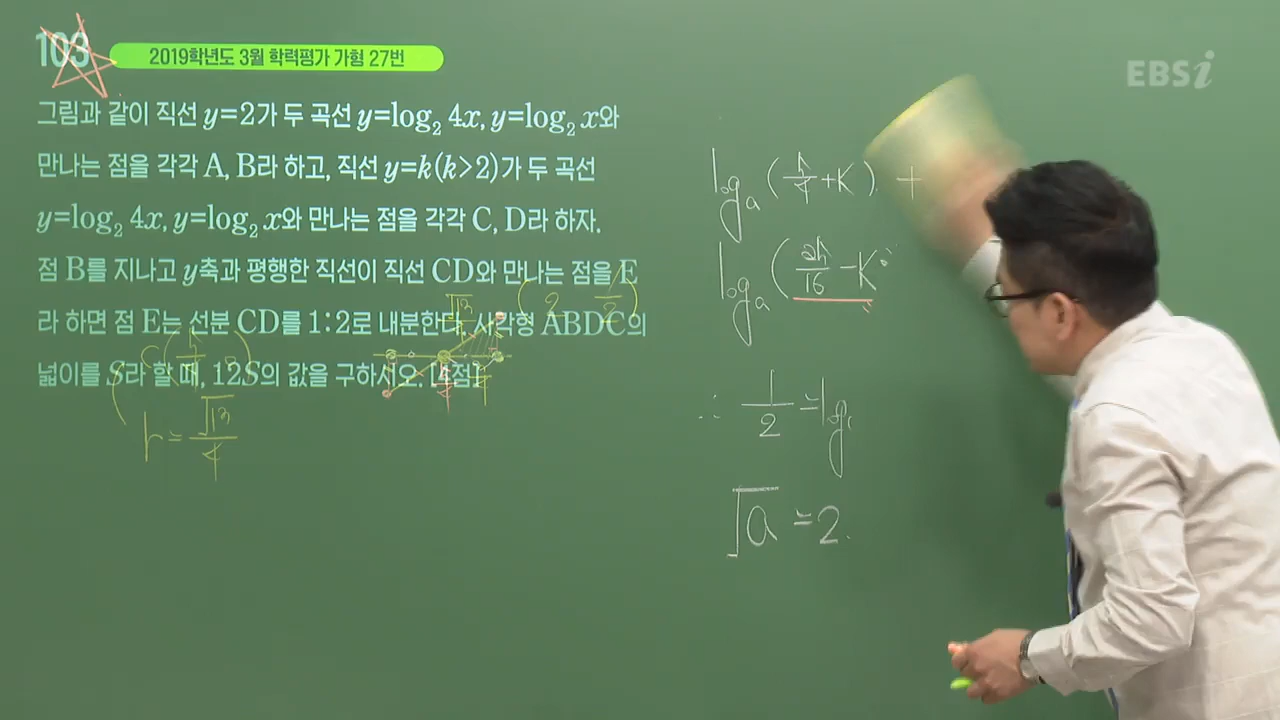 103
2019학년도 3월 학력평가 가형 27번
EBSi
그림과 같이 직선 y=2가 두 곡선 y=log₂ 4x, y=log₂ x와
만나는 점을 각각 A, B라 하고, 직선 y=k(k>2)가 두 곡선
y=log₂ 4x, y=log₂ x와 만나는 점을 각각 C, D라 하자.
점 B를 지나고 y축과 평행한 직선이 직선 CD와 만나는 점을 E
라 하면 점 E는 선분 CD를 1:2로 내분한다. 사각형 ABDC의
넓이를 S라 할 때, 12S의 값을 구하시오. [4점]
h = √13/4
log_a (h/4 + K) +
log_a (2h/16 − K
∴ 1/2 = log
√a = 2.